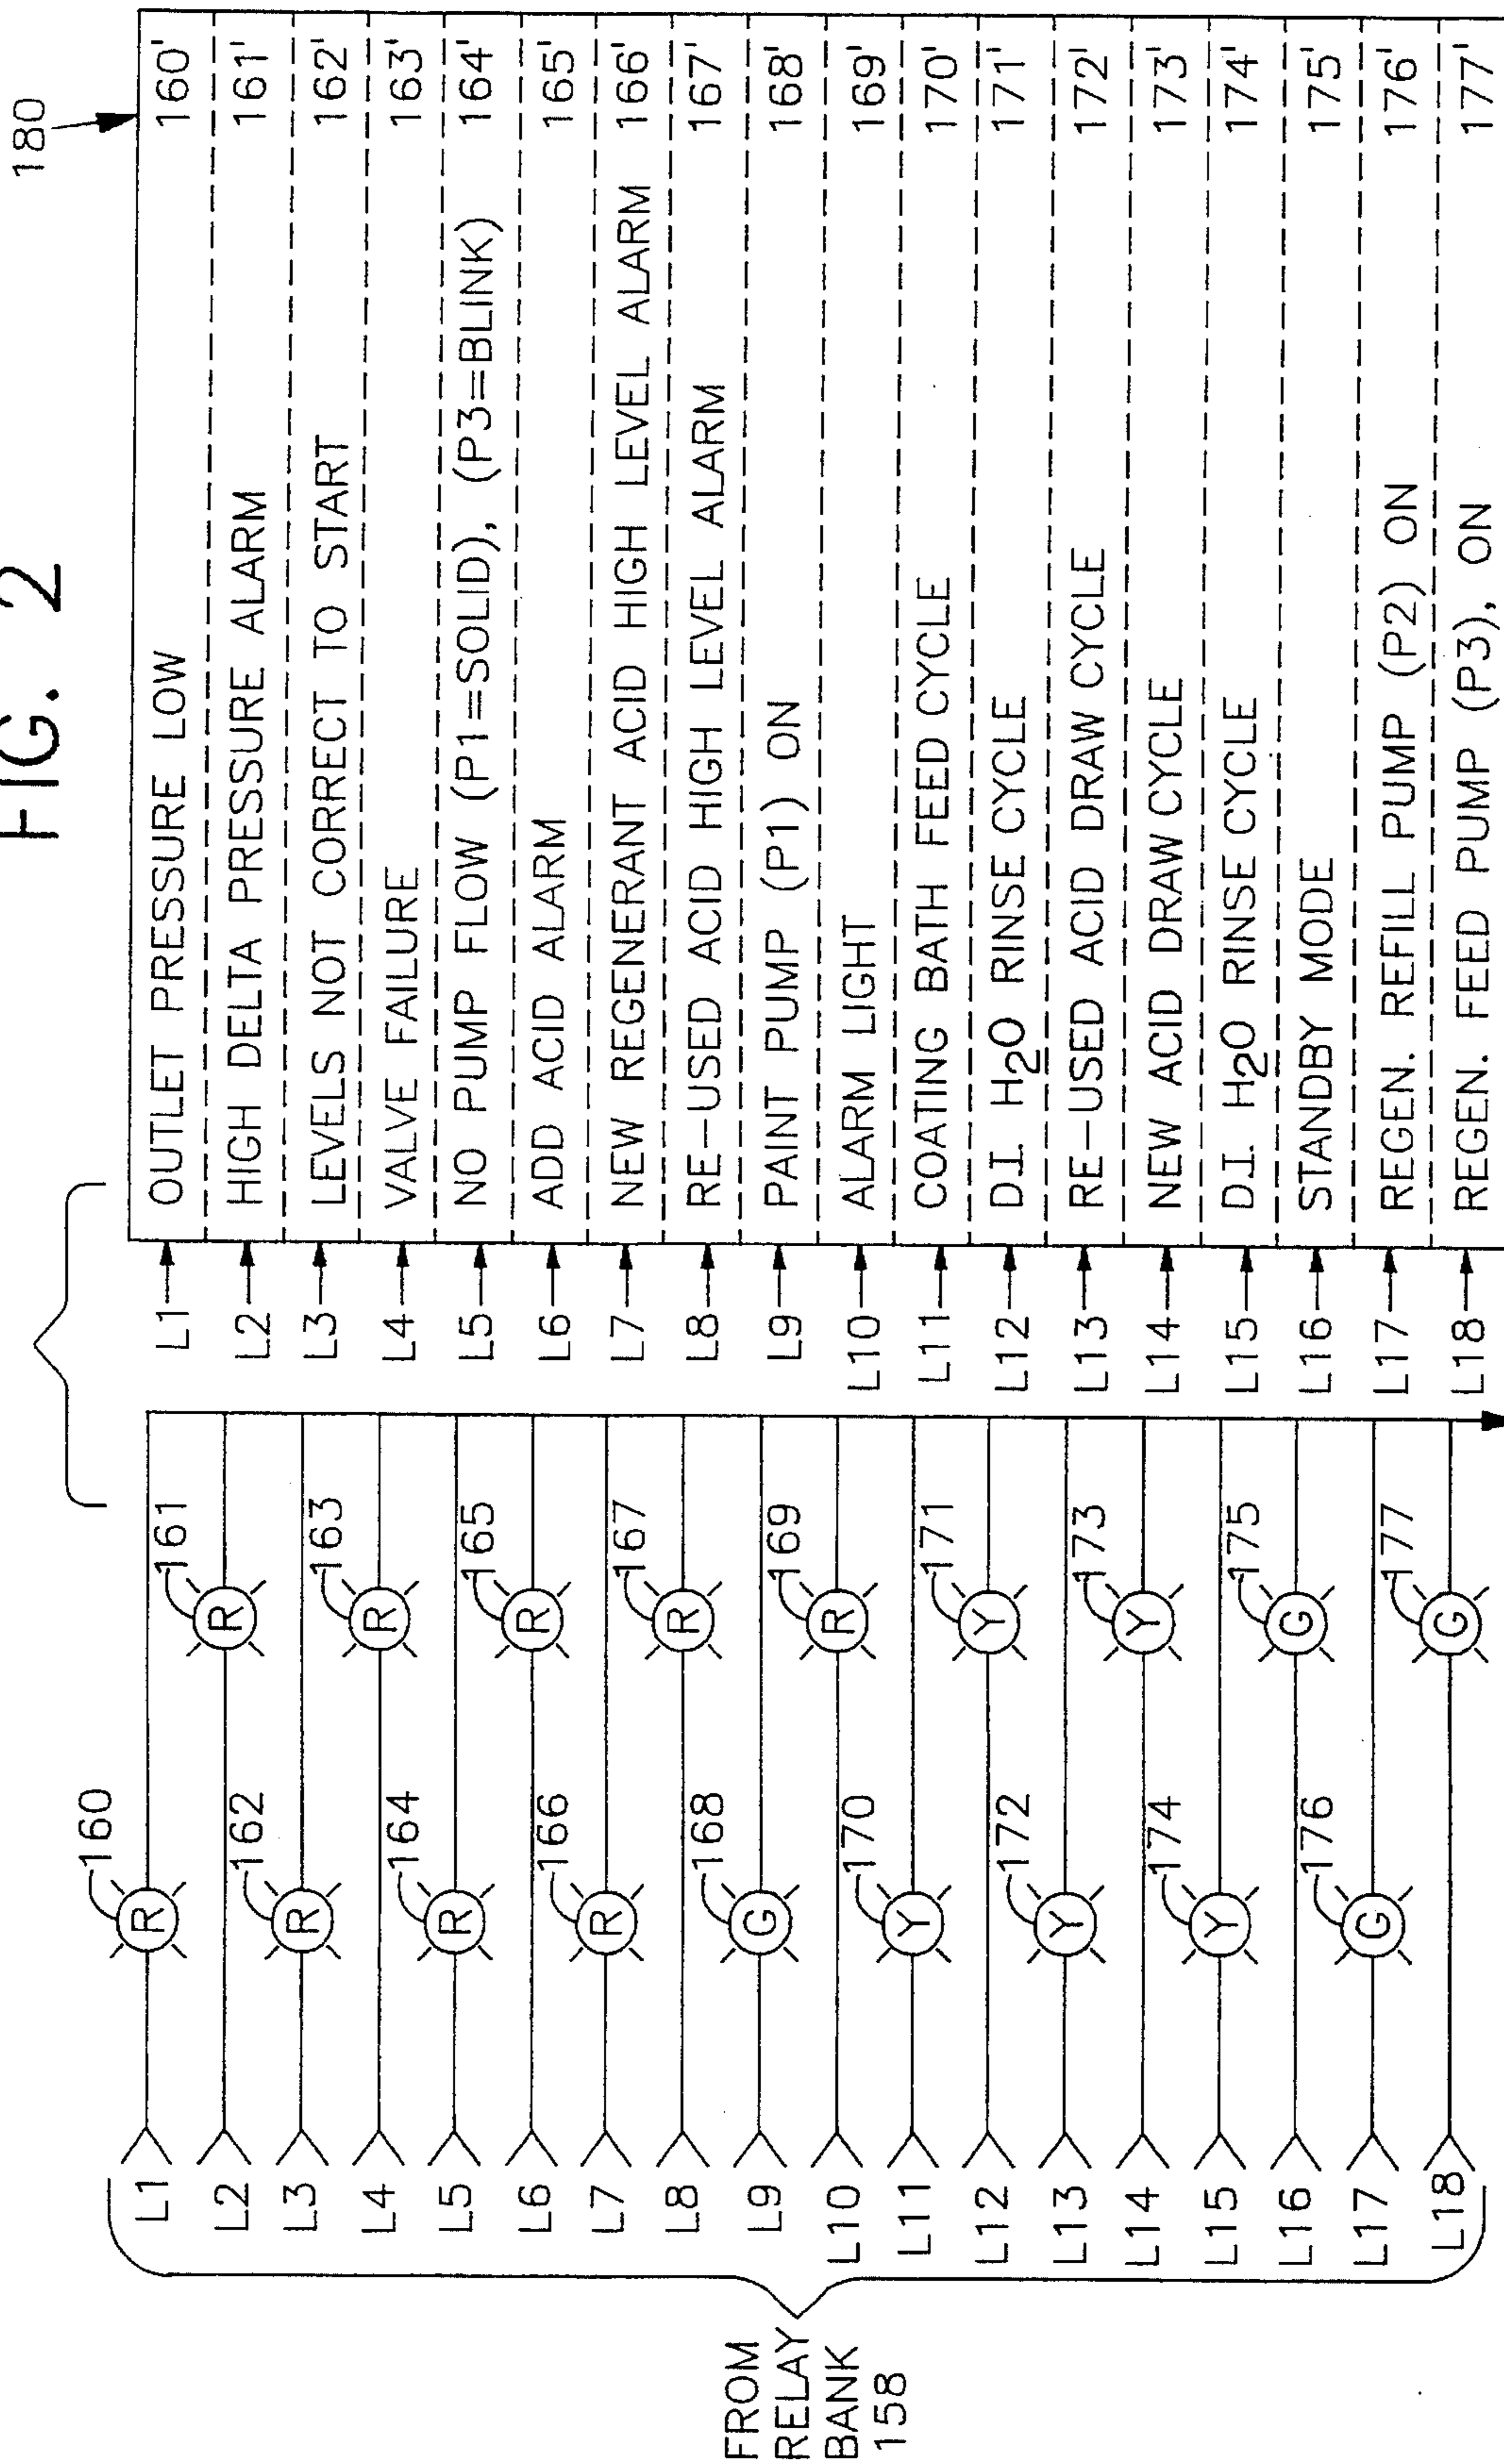 FIG. 2
180
FROM
RELAY
BANK
158
L1
L2
L3
L4
L5
L6
L7
L8
L9
L10
L11
L12
L13
L14
L15
L16
L17
L18
R 160
R 161
R 162
R 163
R 164
R 165
R 166
R 167
G 168
R 169
Y 170
Y 171
Y 172
Y 173
Y 174
G 175
G 176
G 177
L1 OUTLET PRESSURE LOW 160'
L2 HIGH DELTA PRESSURE ALARM 161'
L3 LEVELS NOT CORRECT TO START 162'
L4 VALVE FAILURE 163'
L5 NO PUMP FLOW (P1=SOLID), (P3=BLINK) 164'
L6 ADD ACID ALARM 165'
L7 NEW REGENERANT ACID HIGH LEVEL ALARM 166'
L8 RE-USED ACID HIGH LEVEL ALARM 167'
L9 PAINT PUMP (P1) ON 168'
L10 ALARM LIGHT 169'
L11 COATING BATH FEED CYCLE 170'
L12 D.I. H2O RINSE CYCLE 171'
L13 RE-USED ACID DRAW CYCLE 172'
L14 NEW ACID DRAW CYCLE 173'
L15 D.I. H2O RINSE CYCLE 174'
L16 STANDBY MODE 175'
L17 REGEN. REFILL PUMP (P2) ON 176'
L18 REGEN. FEED PUMP (P3), ON 177'